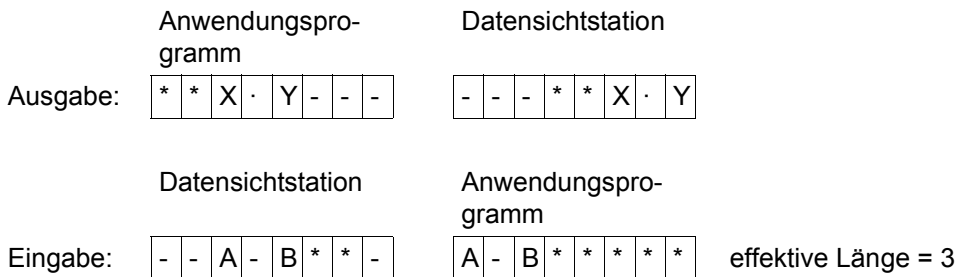 Anwendungspro-
gramm
Datensichtstation
Ausgabe: * * X · Y - - - - - - * * X · Y
Datensichtstation
Anwendungspro-
gramm
Eingabe: - - A - B * * - A - B * * * * * effektive Länge = 3